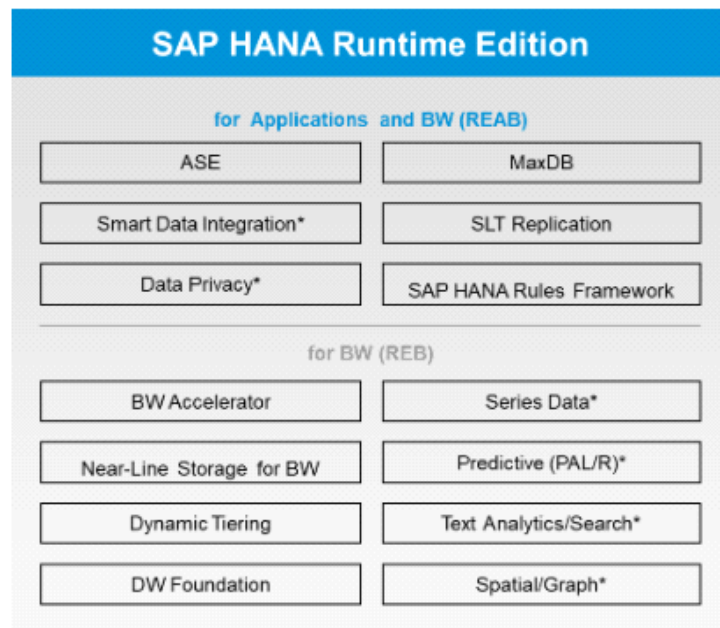 SAP HANA Runtime Edition
for Applications and BW (REAB)
ASE
MaxDB
Smart Data Integration*
SLT Replication
Data Privacy*
SAP HANA Rules Framework
for BW (REB)
BW Accelerator
Series Data*
Near-Line Storage for BW
Predictive (PAL/R)*
Dynamic Tiering
Text Analytics/Search*
DW Foundation
Spatial/Graph*